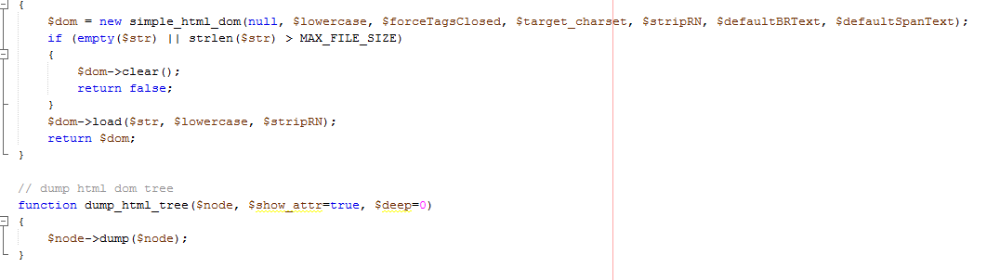 {
$dom = new simple_html_dom(null, $lowercase, $forceTagsClosed, $target_charset, $stripRN, $defaultBRText, $defaultSpanText);
if (empty($str) || strlen($str) > MAX_FILE_SIZE)
{
$dom->clear();
return false;
}
$dom->load($str, $lowercase, $stripRN);
return $dom;
}
// dump html dom tree
function dump_html_tree($node, $show_attr=true, $deep=0)
{
$node->dump($node);
}